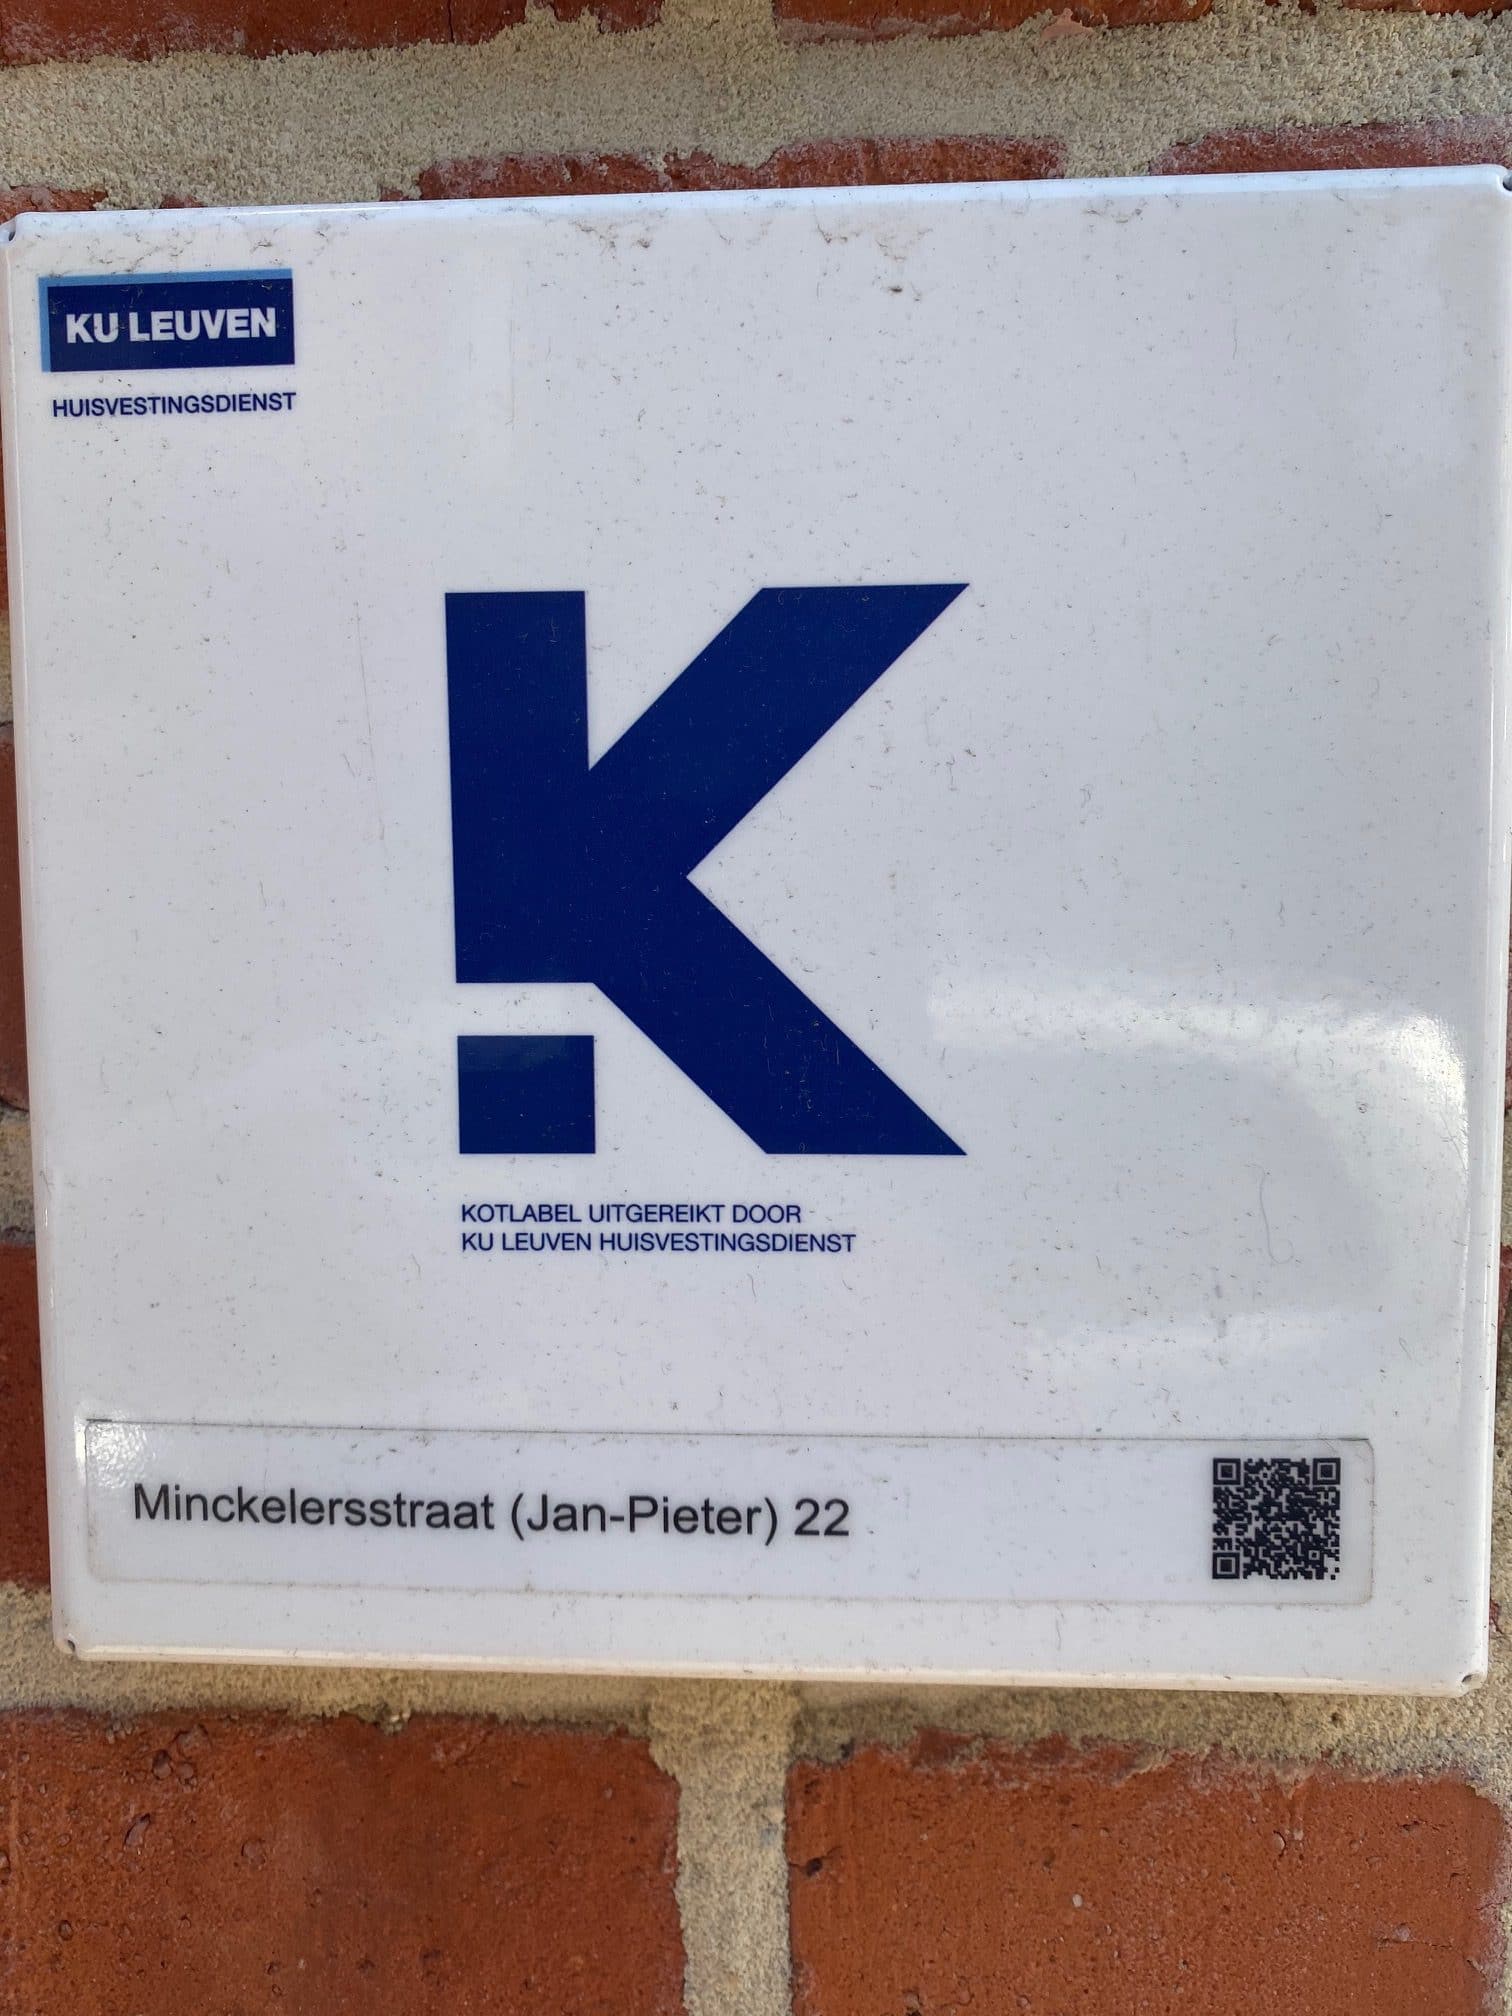 KU LEUVEN
HUISVESTINGSDIENST
K
KOTLABEL UITGEREIKT DOOR
KU LEUVEN HUISVESTINGSDIENST
Minckelersstraat (Jan-Pieter) 22